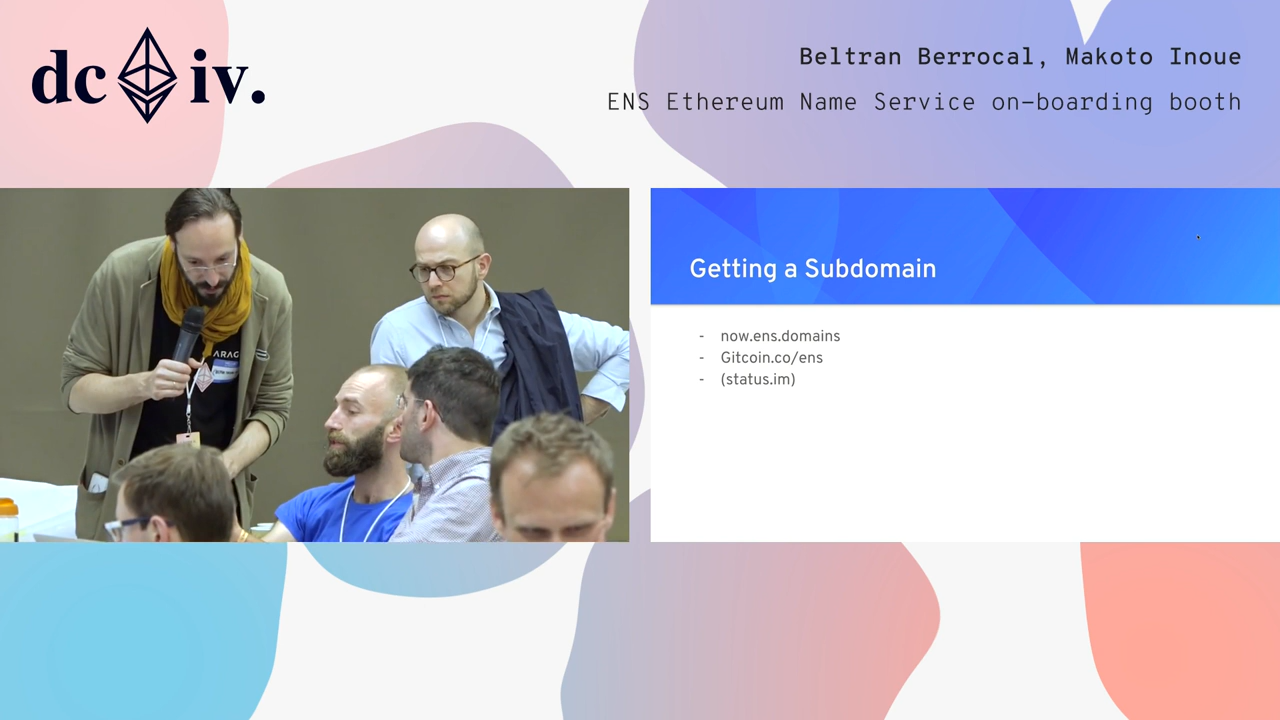 dc iv.
Beltran Berrocal, Makoto Inoue
ENS Ethereum Name Service on-boarding booth
ARAG
Getting a Subdomain
- now.ens.domains
- Gitcoin.co/ens
- (status.im)